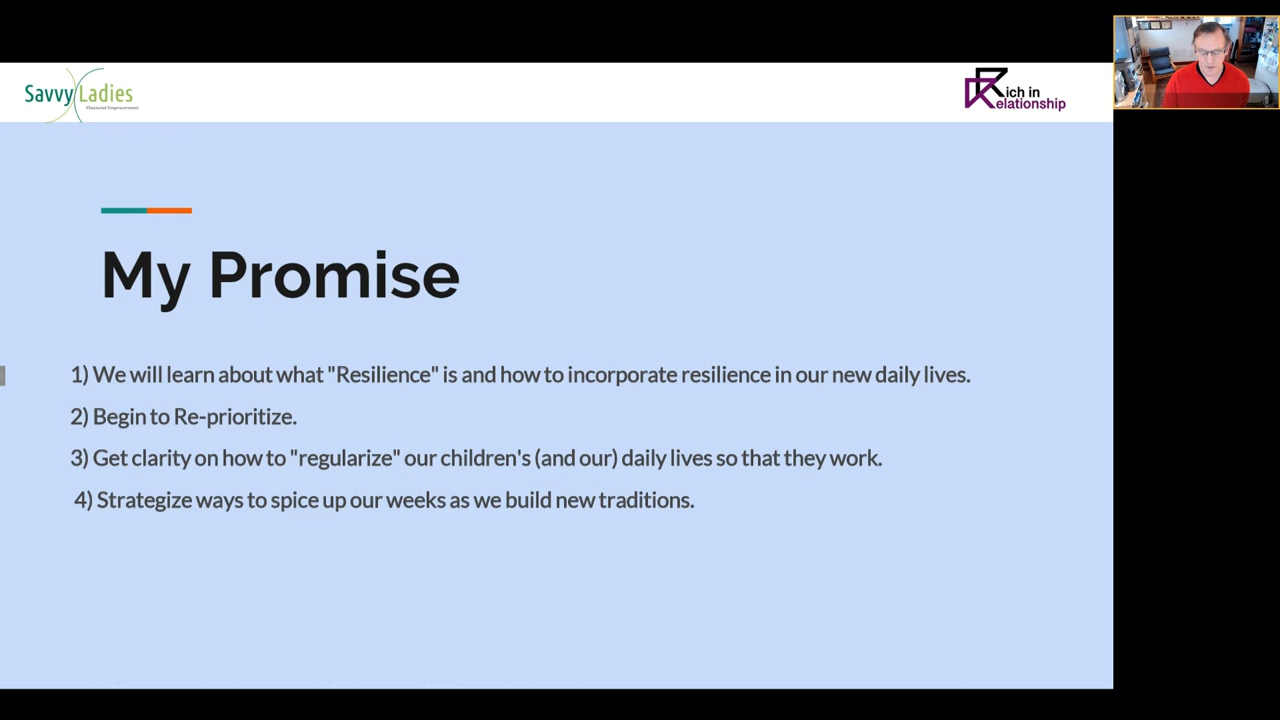 Savvy Ladies
Financial Empowerment
Rich in
Relationship
My Promise
1) We will learn about what "Resilience" is and how to incorporate resilience in our new daily lives.
2) Begin to Re-prioritize.
3) Get clarity on how to "regularize" our children's (and our) daily lives so that they work.
4) Strategize ways to spice up our weeks as we build new traditions.